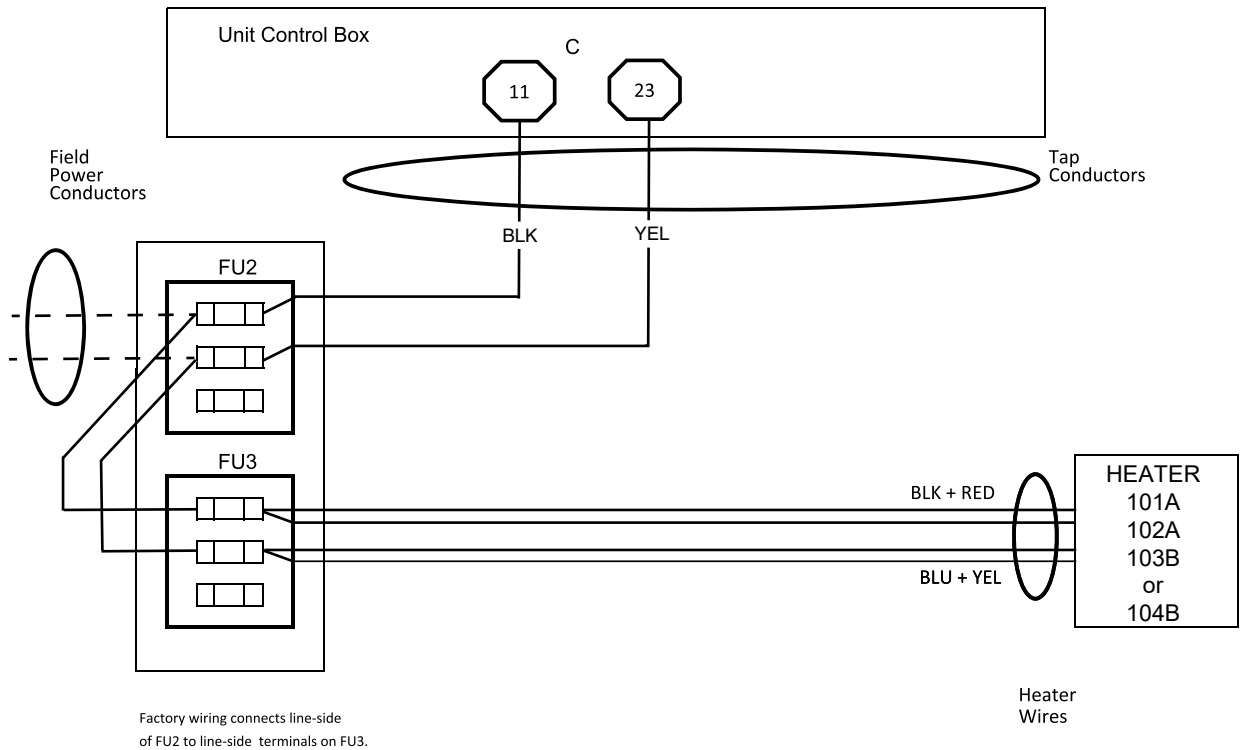 Unit Control Box
C
11
23
Field
Power
Conductors
Tap
Conductors
BLK
YEL
FU2
FU3
BLK + RED
BLU + YEL
HEATER
101A
102A
103B
or
104B
Heater
Wires
Factory wiring connects line-side
of FU2 to line-side terminals on FU3.